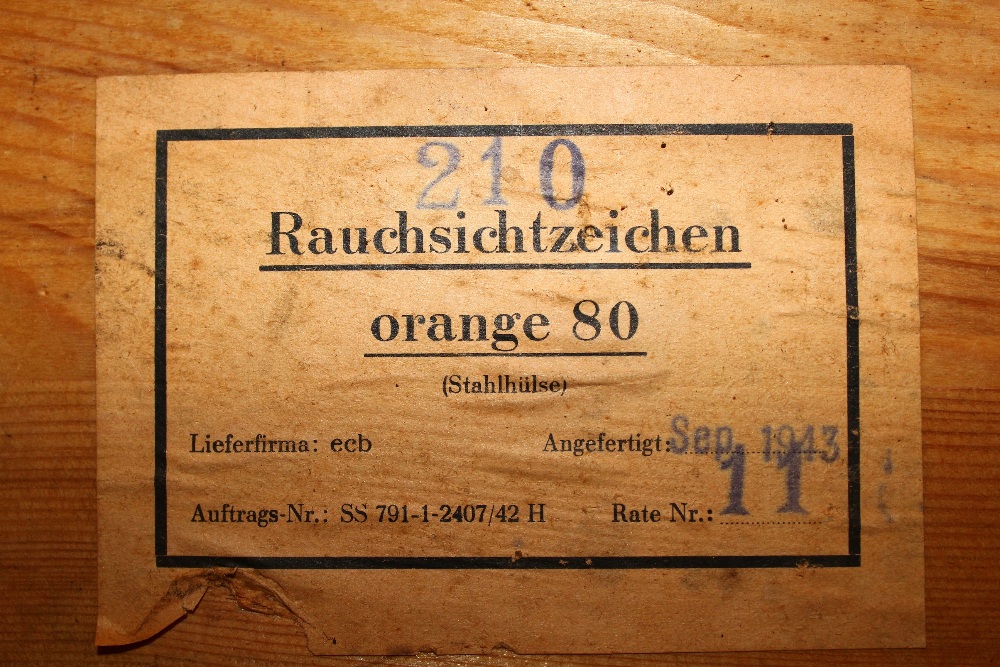 210
Rauchsichtzeichen
orange 80
(Stahlhülse)
Lieferfirma: ecb Angefertigt: Sep. 1943
Auftrags-Nr.: SS 791-1-2407/42 H Rate Nr.: 11